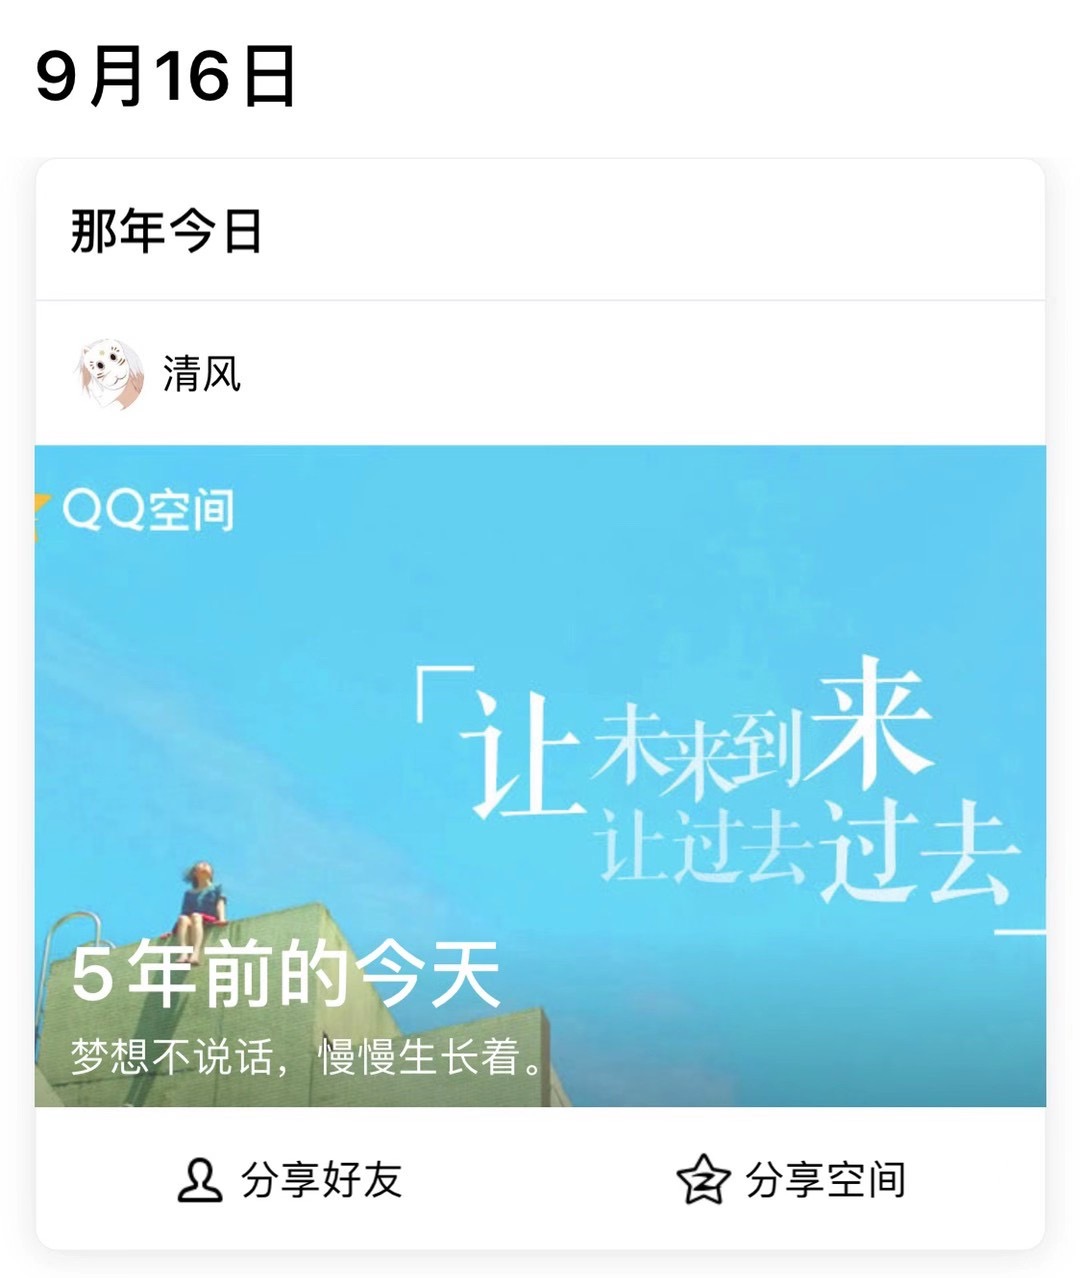 9月16日
那年今日
清风
QQ空间
「让未来到来
让过去过去」
5年前的今天
梦想不说话，慢慢生长着。
分享好友
分享空间